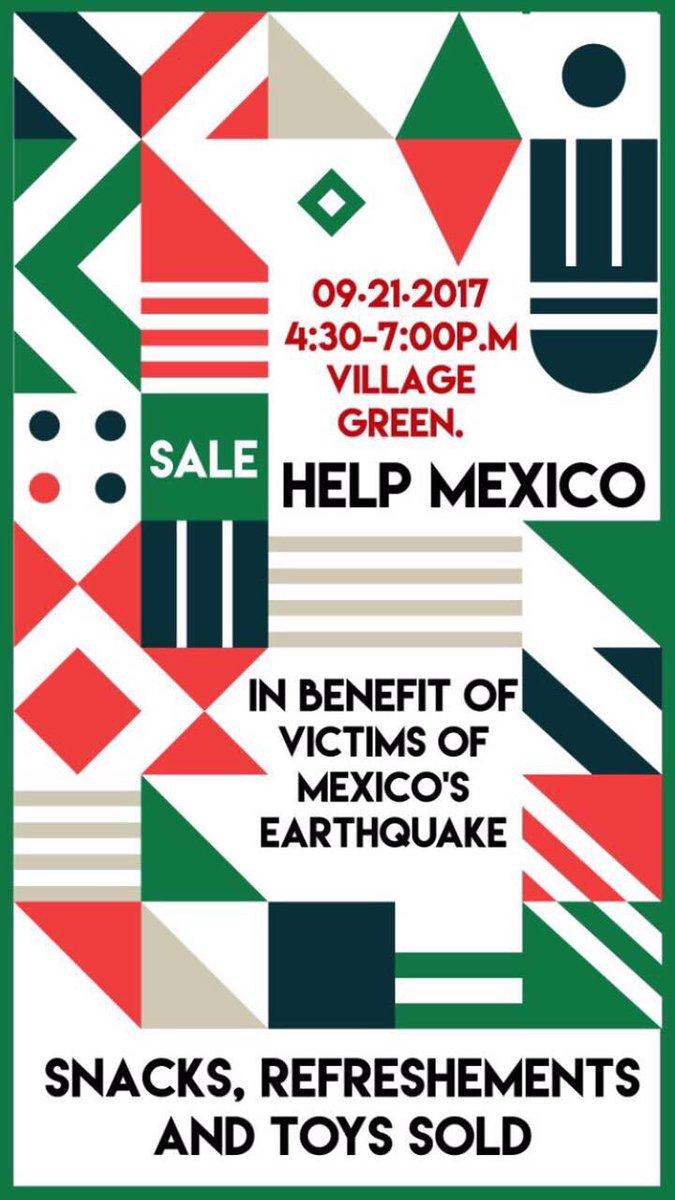 09·21·2017
4:30-7:00P.M
VILLAGE
GREEN.
SALE
HELP MEXICO
IN BENEFIT OF
VICTIMS OF
MEXICO'S
EARTHQUAKE
SNACKS, REFRESHEMENTS
AND TOYS SOLD